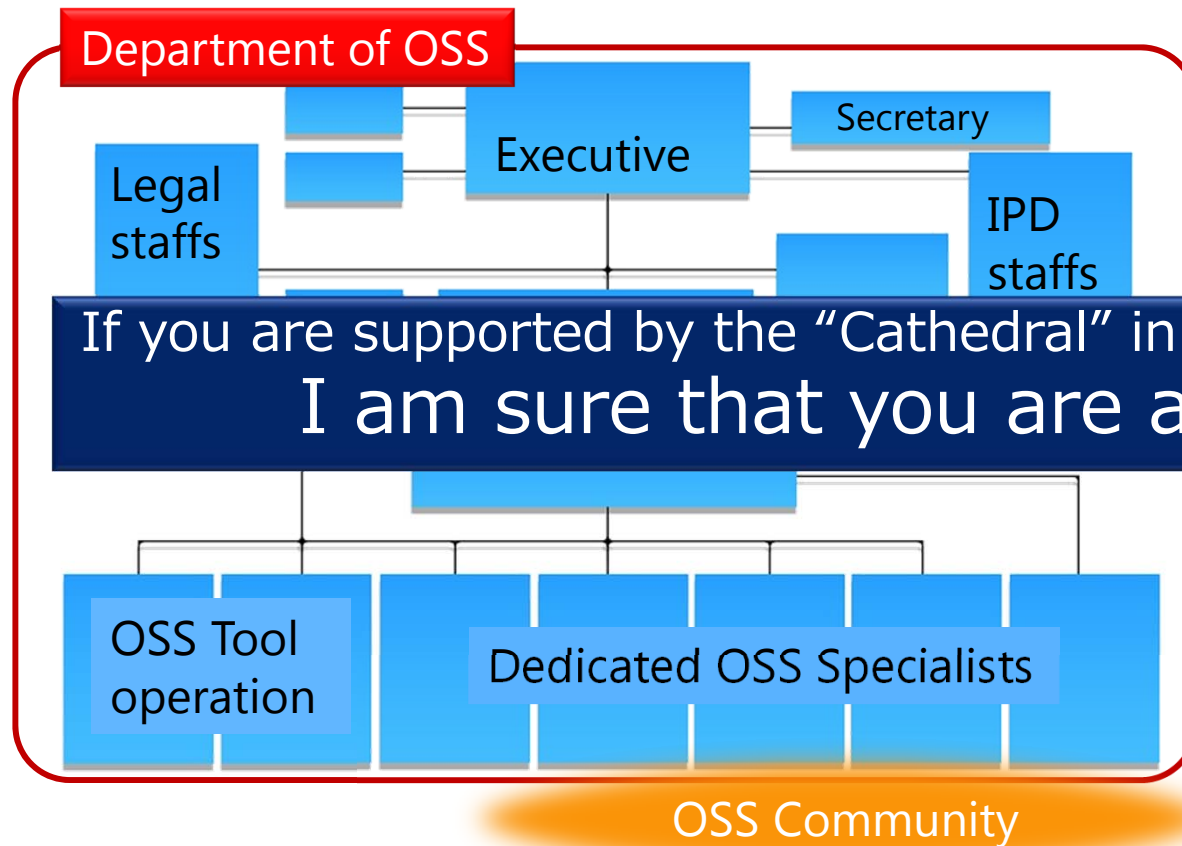 Department of OSS
Secretary
Executive
Legal
staffs
IPD
staffs
If you are supported by the “Cathedral” in
I am sure that you are a
OSS Tool
operation
Dedicated OSS Specialists
OSS Community